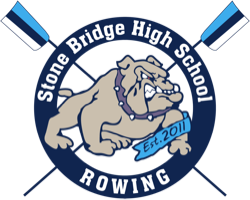 Stone Bridge High School
Est. 2011
ROWING